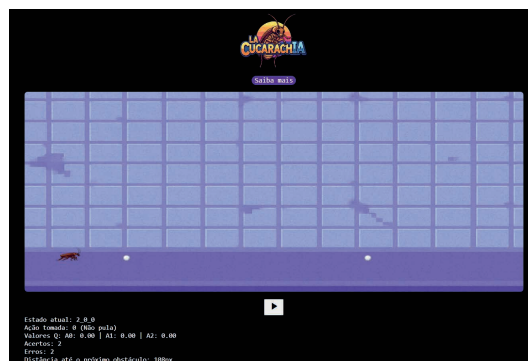 LA
CUCARACHIA
Saiba mais
Estado atual: 2_0_0
Ação tomada: 0 (Não pula)
Valores Q: A0: 0.00 | A1: 0.00 | A2: 0.00
Acertos: 2
Erros: 2
Distância até o próximo obstáculo: 108px